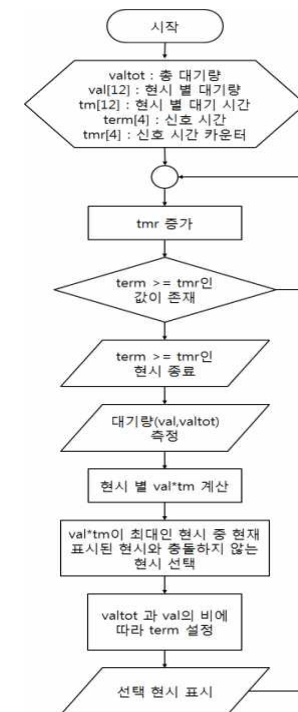 시작
valtot : 총 대기량
val[12] : 현시 별 대기량
tm[12] : 현시 별 대기 시간
term[4] : 신호 시간
tmr[4] : 신호 시간 카운터
tmr 증가
term >= tmr인
값이 존재
term >= tmr인
현시 종료
대기량(val,valtot)
측정
현시 별 val*tm 계산
val*tm이 최대인 현시 중 현재
표시된 현시와 충돌하지 않는
현시 선택
valtot 과 val의 비에
따라 term 설정
선택 현시 표시